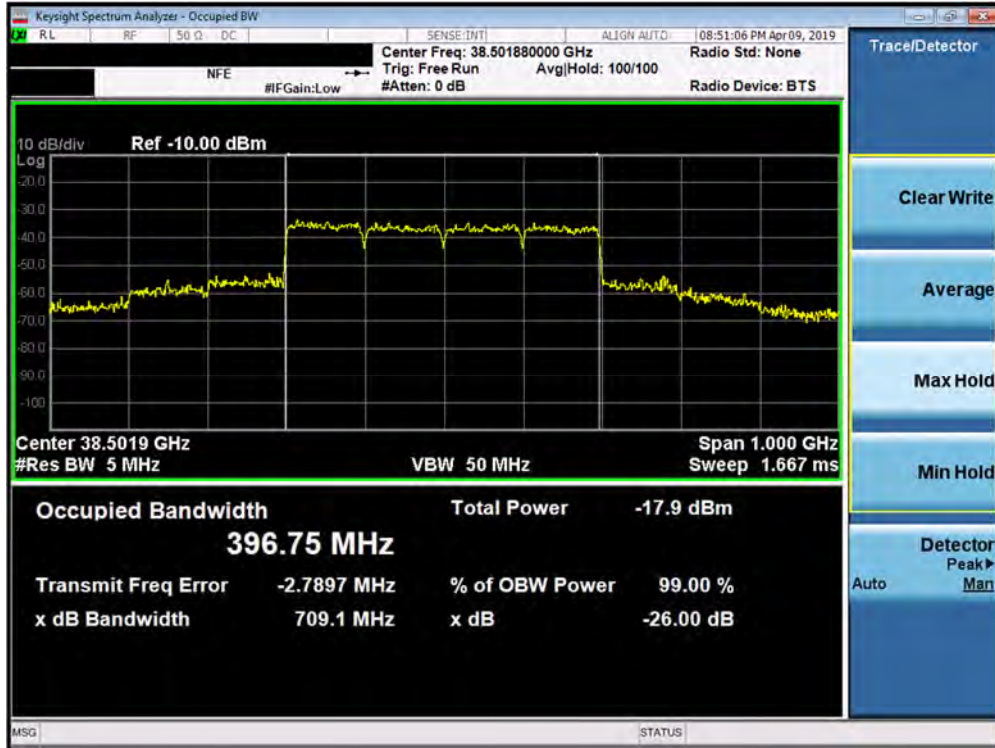 Keysight Spectrum Analyzer - Occupied BW
LXI RL RF 50 Ω DC SENSE:INT ALIGN AUTO 08:51:06 PM Apr 09, 2019
Center Freq: 38.501880000 GHz Radio Std: None
NFE Trig: Free Run Avg|Hold: 100/100
#IFGain:Low #Atten: 0 dB Radio Device: BTS
10 dB/div Ref -10.00 dBm
Log
-20.0
-30.0
-40.0
-50.0
-60.0
-70.0
-80.0
-90.0
-100
Center 38.5019 GHz Span 1.000 GHz
#Res BW 5 MHz VBW 50 MHz Sweep 1.667 ms
Occupied Bandwidth Total Power -17.9 dBm
396.75 MHz
Transmit Freq Error -2.7897 MHz % of OBW Power 99.00 %
x dB Bandwidth 709.1 MHz x dB -26.00 dB
MSG STATUS
Trace/Detector
Clear Write
Average
Max Hold
Min Hold
Detector
Peak▶
Auto Man